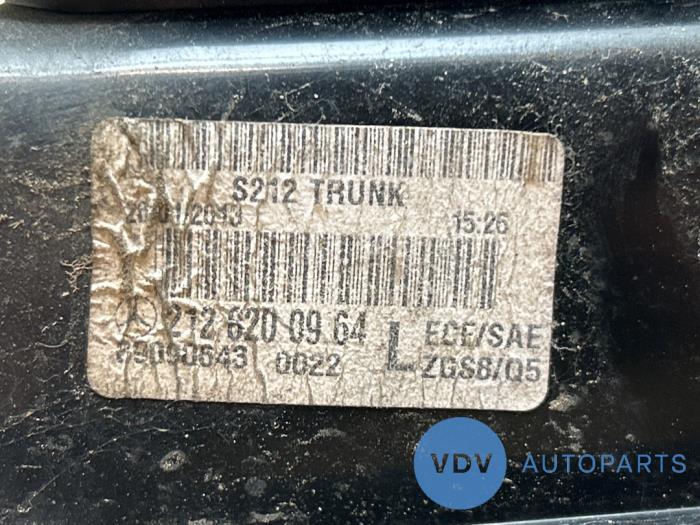 S212 TRUNK
15:26
212 620 09 64
0022
L
ECE/SAE
ZGS8/Q5
VDV AUTOPARTS